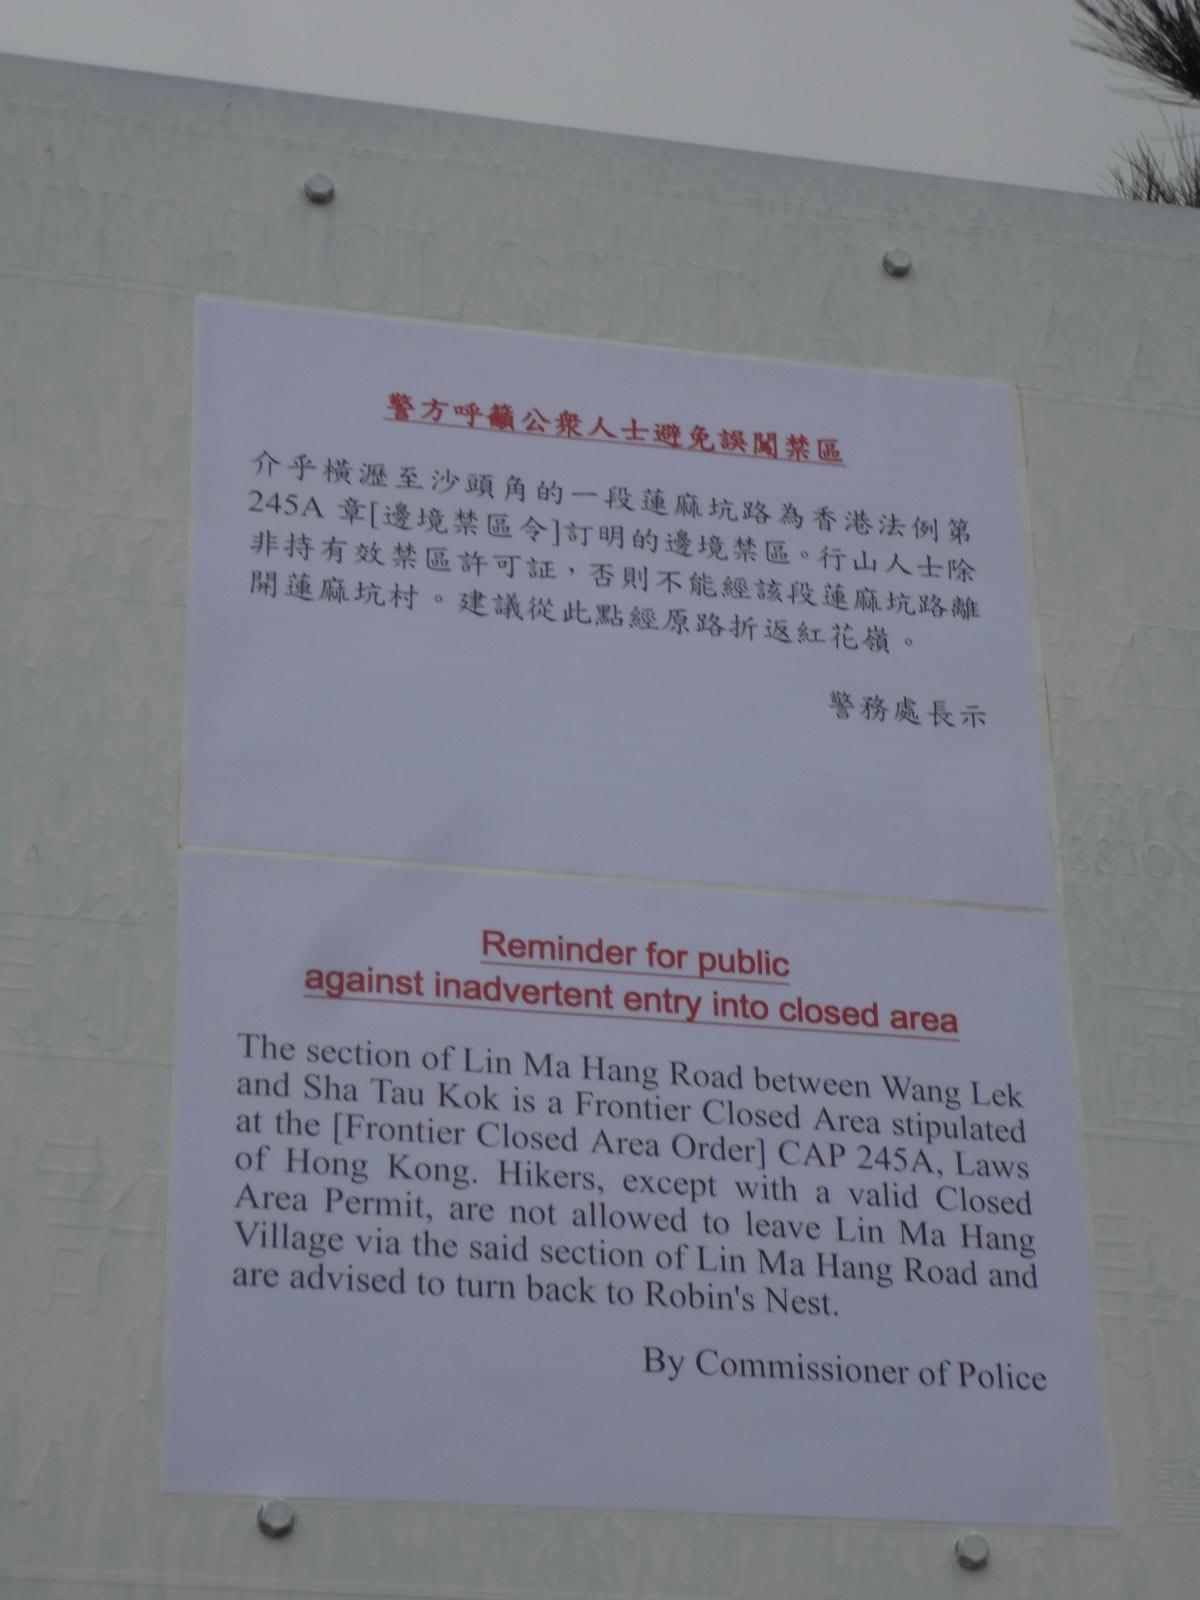 CLOSED AREA
警方呼籲公眾人士避免誤闖禁區
介乎橫瀝至沙頭角的一段蓮麻坑路為香港法例第
245A 章[邊境禁區令]訂明的邊境禁區。行山人士除
非持有效禁區許可証，否則不能經該段蓮麻坑路離
開蓮麻坑村。建議從此點經原路折返紅花嶺。
警務處長示
Reminder for public
against inadvertent entry into closed area
The section of Lin Ma Hang Road between Wang Lek
and Sha Tau Kok is a Frontier Closed Area stipulated
at the [Frontier Closed Area Order] CAP 245A, Laws
of Hong Kong. Hikers, except with a valid Closed
Area Permit, are not allowed to leave Lin Ma Hang
Village via the said section of Lin Ma Hang Road and
are advised to turn back to Robin's Nest.
By Commissioner of Police